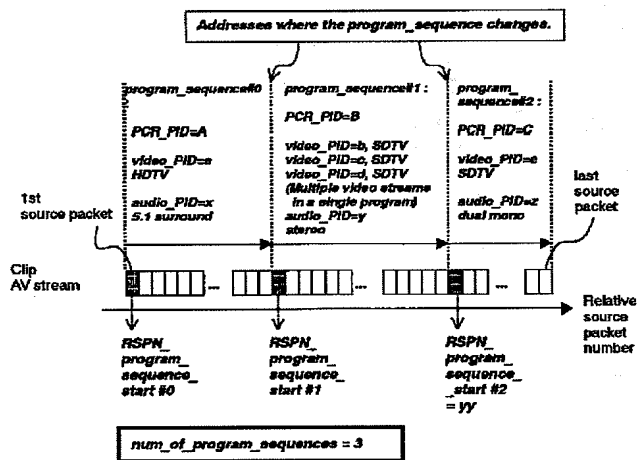 Addresses where the program_sequence changes.
program_sequence#0
PCR_PID=A
video_PID=a
HDTV
audio_PID=x
5.1 surround
program_sequence#1 :
PCR_PID=B
video_PID=b, SDTV
video_PID=c, SDTV
video_PID=d, SDTV
(Multiple video streams
in a single program)
audio_PID=y
stereo
program_
sequence#2 :
PCR_PID=C
video_PID=e
SDTV
audio_PID=z
dual mono
1st
source packet
last
source
packet
Clip
AV stream
...
...
...
Relative
source
packet
number
RSPN_
program_
sequence_
start #0
RSPN_
program_
sequence_
start #1
RSPN_
program_
sequence_
_start #2
= yy
num_of_program_sequences = 3